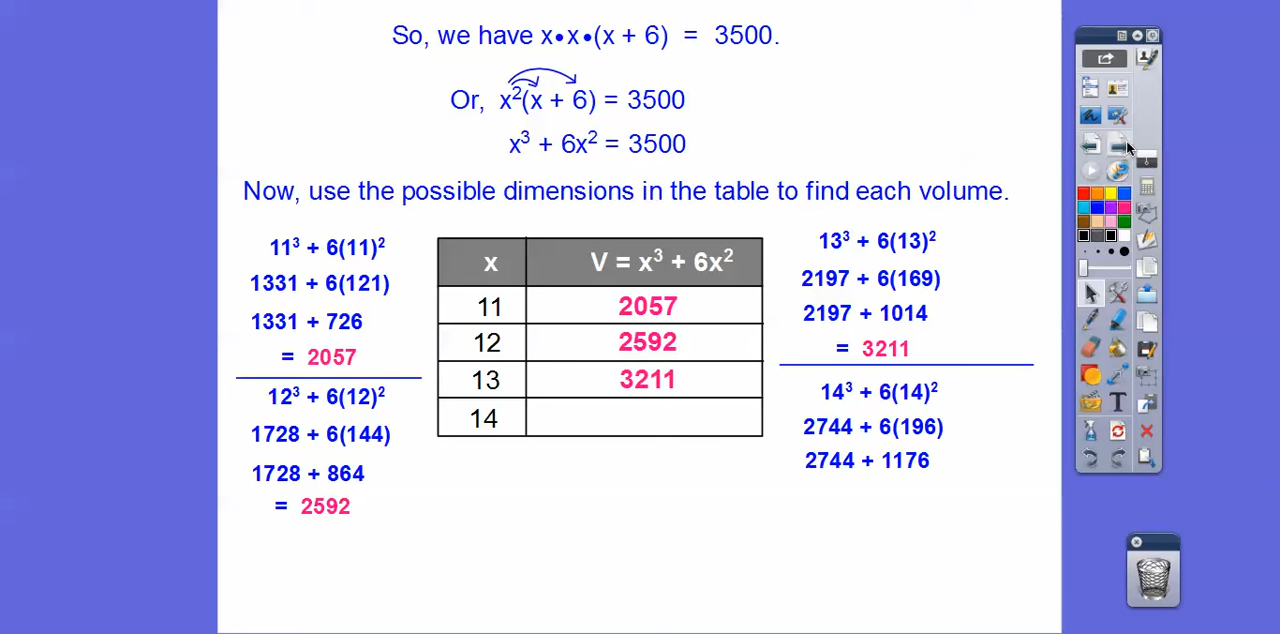 So, we have x•x•(x + 6) = 3500.
Or, x²(x + 6) = 3500
x³ + 6x² = 3500
Now, use the possible dimensions in the table to find each volume.
11³ + 6(11)²
1331 + 6(121)
1331 + 726
= 2057
12³ + 6(12)²
1728 + 6(144)
1728 + 864
= 2592
x V = x³ + 6x²
11 2057
12 2592
13 3211
14
13³ + 6(13)²
2197 + 6(169)
2197 + 1014
= 3211
14³ + 6(14)²
2744 + 6(196)
2744 + 1176
T